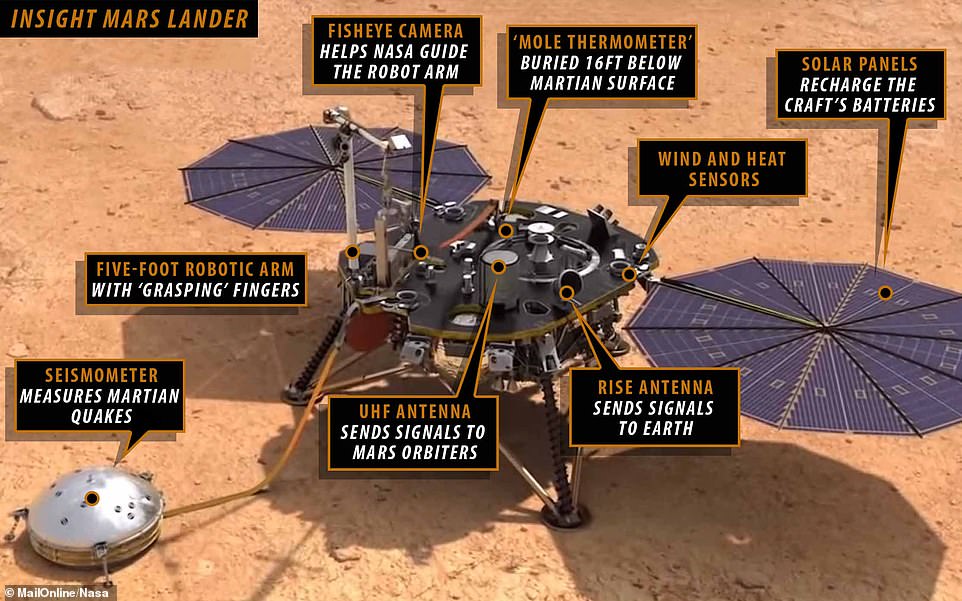 INSIGHT MARS LANDER
FISHEYE CAMERA
HELPS NASA GUIDE
THE ROBOT ARM
‘MOLE THERMOMETER’
BURIED 16FT BELOW
MARTIAN SURFACE
SOLAR PANELS
RECHARGE THE
CRAFT’S BATTERIES
WIND AND HEAT
SENSORS
FIVE-FOOT ROBOTIC ARM
WITH ‘GRASPING’ FINGERS
SEISMOMETER
MEASURES MARTIAN
QUAKES
UHF ANTENNA
SENDS SIGNALS TO
MARS ORBITERS
RISE ANTENNA
SENDS SIGNALS
TO EARTH
© MailOnline/Nasa